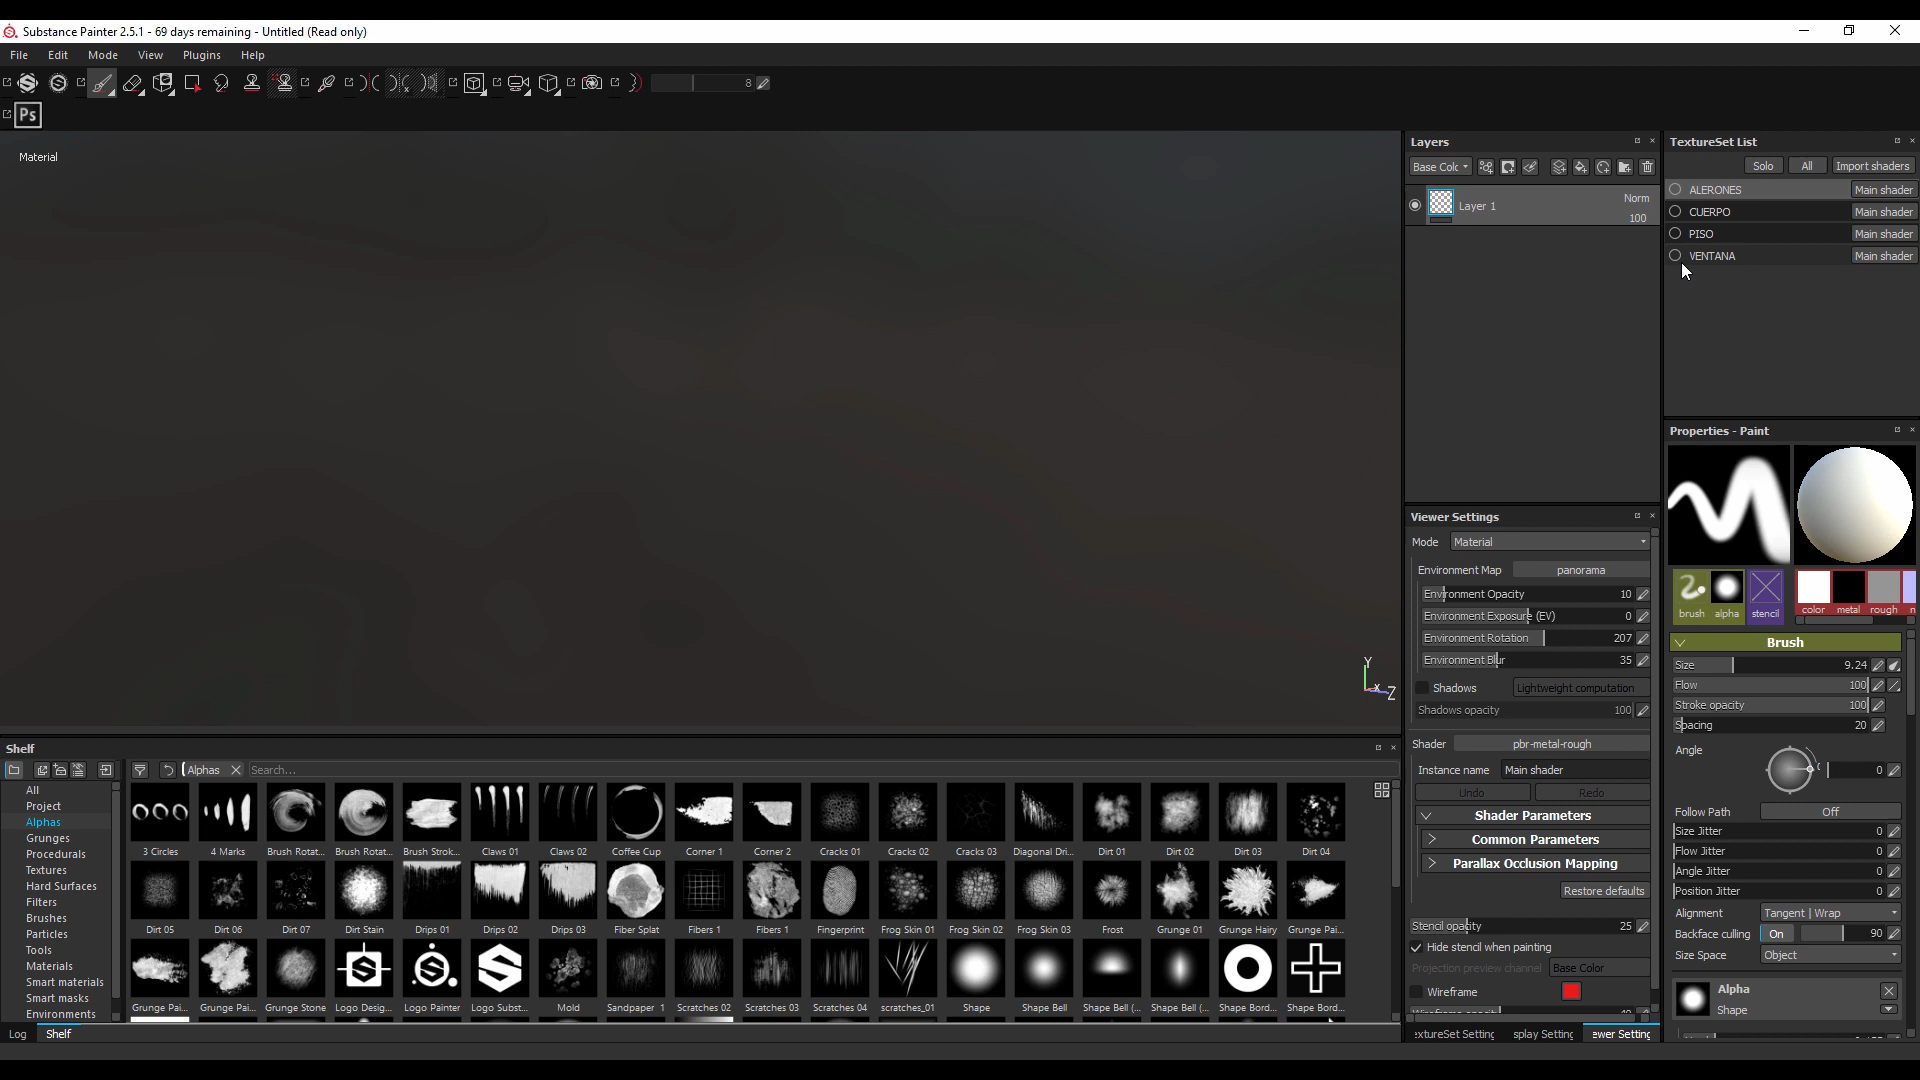 Substance Painter 2.5.1 - 69 days remaining - Untitled (Read only)
File Edit Mode View Plugins Help
8
Ps
Material
Y
X
Z
Layers
Base Colc
Layer 1
Norm
100
TextureSet List
Solo All Import shaders
ALERONES Main shader
CUERPO Main shader
PISO Main shader
VENTANA Main shader
Viewer Settings
Mode Material
Environment Map panorama
Environment Opacity 10
Environment Exposure (EV) 0
Environment Rotation 207
Environment Blur 35
Shadows Lightweight computation
Shadows opacity 100
Shader pbr-metal-rough
Instance name Main shader
Undo Redo
Shader Parameters
Common Parameters
Parallax Occlusion Mapping
Restore defaults
Stencil opacity 25
Hide stencil when painting
Projection preview channel Base Color
Wireframe
extureSet Setting splay Setting ewer Setting
Properties - Paint
brush alpha stencil color metal rough n
Brush
Size 9.24
Flow 100
Stroke opacity 100
Spacing 20
Angle
0
Follow Path Off
Size Jitter 0
Flow Jitter 0
Angle Jitter 0
Position Jitter 0
Alignment Tangent | Wrap
Backface culling On 90
Size Space Object
Alpha
Shape
Shelf
Alphas Search...
All
Project
Alphas
Grunges
Procedurals
Textures
Hard Surfaces
Filters
Brushes
Particles
Tools
Materials
Smart materials
Smart masks
Environments
3 Circles 4 Marks Brush Rotat... Brush Rotat... Brush Strok... Claws 01 Claws 02 Coffee Cup Corner 1 Corner 2 Cracks 01 Cracks 02 Cracks 03 Diagonal Dri... Dirt 01 Dirt 02 Dirt 03 Dirt 04
Dirt 05 Dirt 06 Dirt 07 Dirt Stain Drips 01 Drips 02 Drips 03 Fiber Splat Fibers 1 Fibers 1 Fingerprint Frog Skin 01 Frog Skin 02 Frog Skin 03 Frost Grunge 01 Grunge Hairy Grunge Pai...
Grunge Pai... Grunge Pai... Grunge Stone Logo Desig... Logo Painter Logo Subst... Mold Sandpaper 1 Scratches 02 Scratches 03 Scratches 04 scratches_01 Shape Shape Bell Shape Bell (... Shape Bell (... Shape Bord... Shape Bord...
Log Shelf